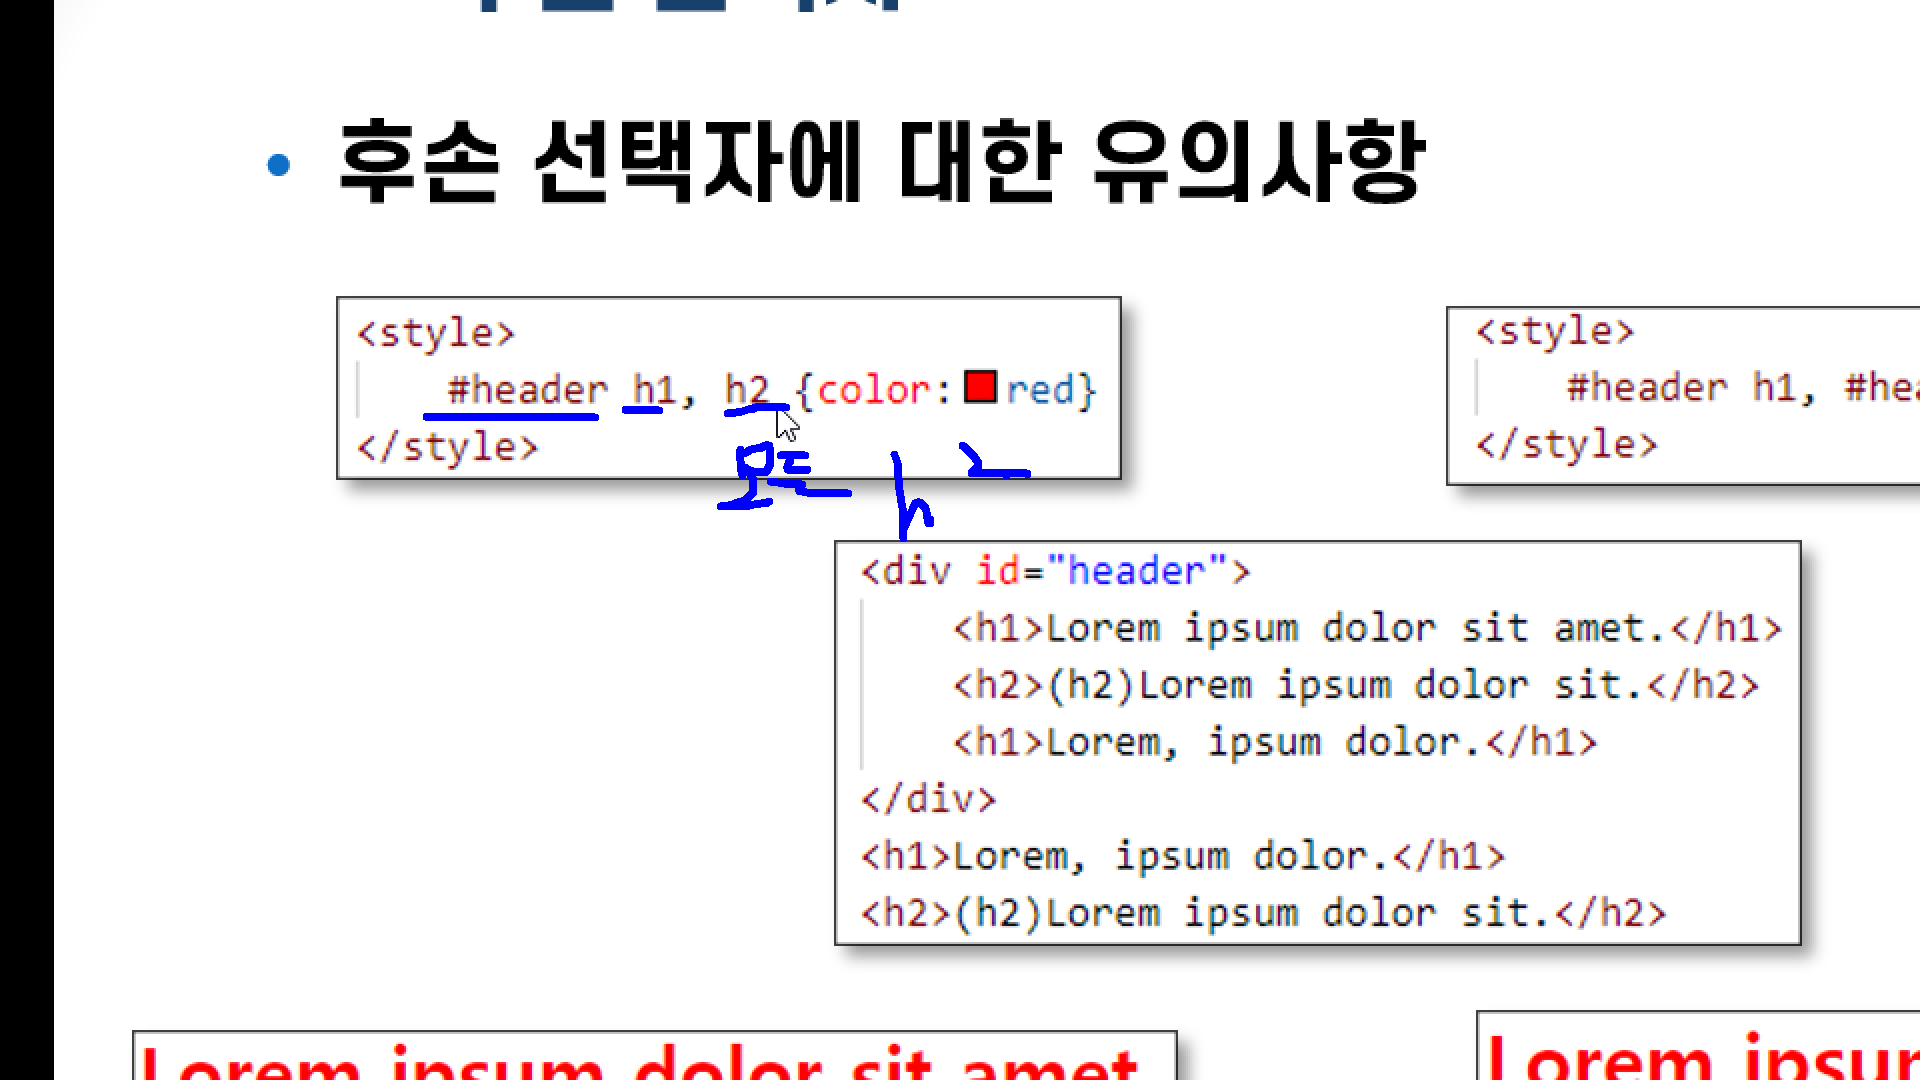 후손 선택자에 대한 유의사항
<style>
#header h1, h2 {color: red}
</style>
모든 h2
<style>
#header h1, #hea
</style>
<div id="header">
<h1>Lorem ipsum dolor sit amet.</h1>
<h2>(h2)Lorem ipsum dolor sit.</h2>
<h1>Lorem, ipsum dolor.</h1>
</div>
<h1>Lorem, ipsum dolor.</h1>
<h2>(h2)Lorem ipsum dolor sit.</h2>
Lorem ipsum dolor sit amet
Lorem ipsur